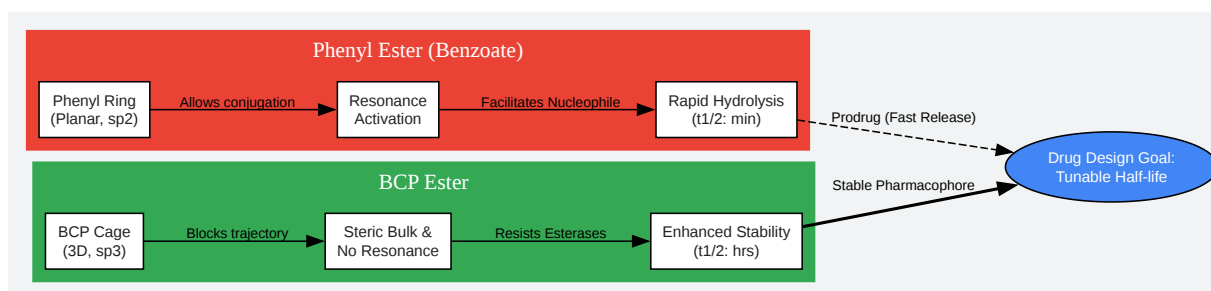 Phenyl Ester (Benzoate)
Phenyl Ring
(Planar, sp2)
Allows conjugation
Resonance
Activation
Facilitates Nucleophile
Rapid Hydrolysis
(t1/2: min)
Prodrug (Fast Release)
BCP Ester
BCP Cage
(3D, sp3)
Blocks trajectory
Steric Bulk &
No Resonance
Resists Esterases
Enhanced Stability
(t1/2: hrs)
Stable Pharmacophore
Drug Design Goal:
Tunable Half-life